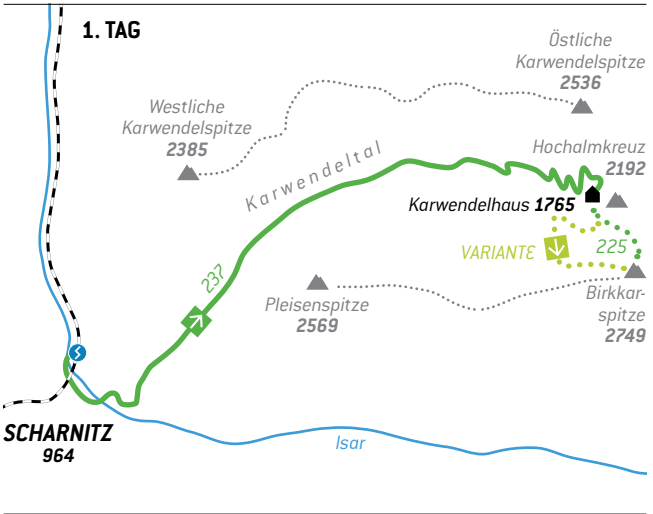 1. TAG
Östliche
Karwendelspitze
2536
Westliche
Karwendelspitze
2385
Hochalmkreuz
2192
Karwendeltal
Karwendelhaus 1765
VARIANTE
225
237
Pleisenspitze
2569
Birkkar-
spitze
2749
SCHARNITZ
964
Isar